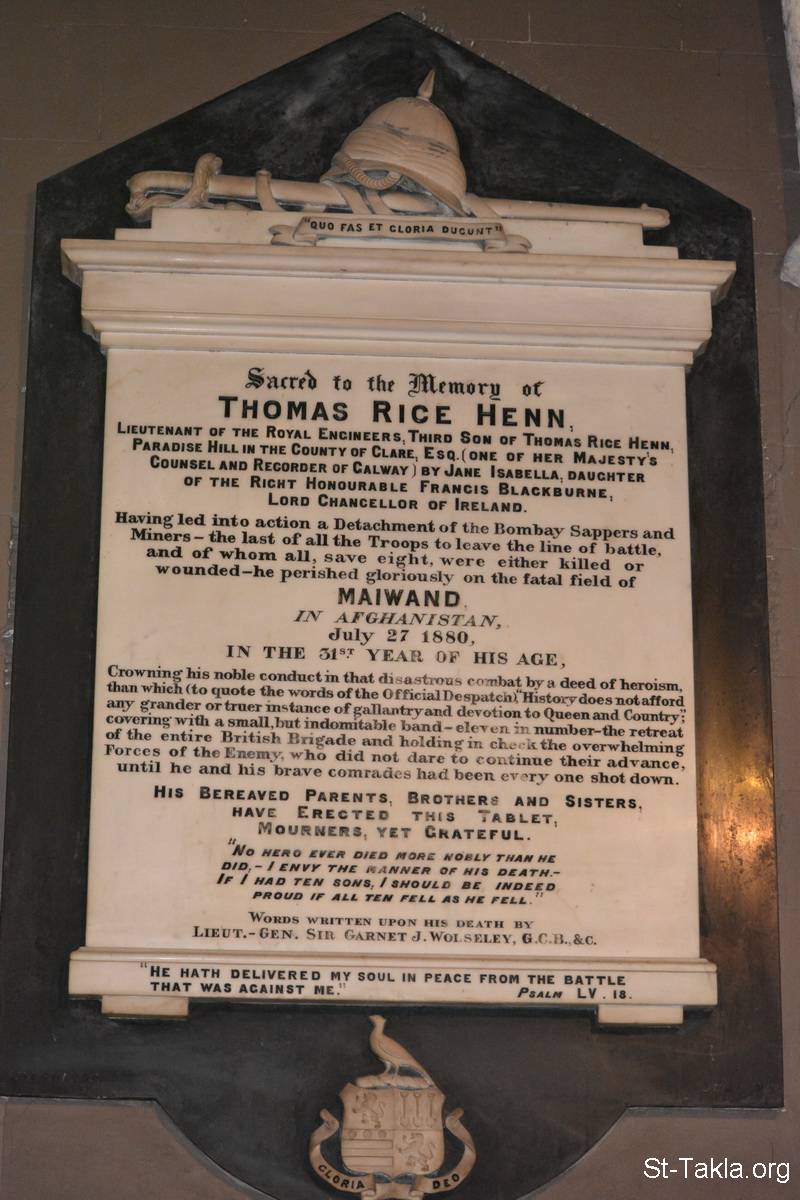 St-Takla.org
"QUO FAS ET GLORIA DUCUNT"
Sacred to the Memory of
THOMAS RICE HENN,
LIEUTENANT OF THE ROYAL ENGINEERS, THIRD SON OF THOMAS RICE HENN,
PARADISE HILL IN THE COUNTY OF CLARE, ESQ. (ONE OF HER MAJESTY'S
COUNSEL AND RECORDER OF GALWAY) BY JANE ISABELLA, DAUGHTER
OF THE RIGHT HONOURABLE FRANCIS BLACKBURNE,
LORD CHANCELLOR OF IRELAND.
Having led into action a Detachment of the Bombay Sappers and
Miners – the last of all the Troops to leave the line of battle,
and of whom all, save eight, were either killed or
wounded – he perished gloriously on the fatal field of
MAIWAND,
IN AFGHANISTAN,
July 27 1880,
IN THE 31ST YEAR OF HIS AGE,
Crowning his noble conduct in that disastrous combat by a deed of heroism,
than which (to quote the words of the Official Despatch), "History does not afford
any grander or truer instance of gallantry and devotion to Queen and Country;"
covering with a small, but indomitable band – eleven in number – the retreat
of the entire British Brigade and holding in check the overwhelming
Forces of the Enemy, who did not dare to continue their advance,
until he and his brave comrades had been every one shot down.
HIS BEREAVED PARENTS, BROTHERS AND SISTERS,
HAVE ERECTED THIS TABLET,
MOURNERS, YET GRATEFUL.
"NO HERO EVER DIED MORE NOBLY THAN HE
DID, – I ENVY THE MANNER OF HIS DEATH. –
IF I HAD TEN SONS, I SHOULD BE INDEED
PROUD IF ALL TEN FELL AS HE FELL."
WORDS WRITTEN UPON HIS DEATH BY
LIEUT.-GEN. SIR GARNET J. WOLSELEY, G.C.B., &C.
"HE HATH DELIVERED MY SOUL IN PEACE FROM THE BATTLE
THAT WAS AGAINST ME." PSALM LV. 18.
GLORIA DEO
St-Takla.org